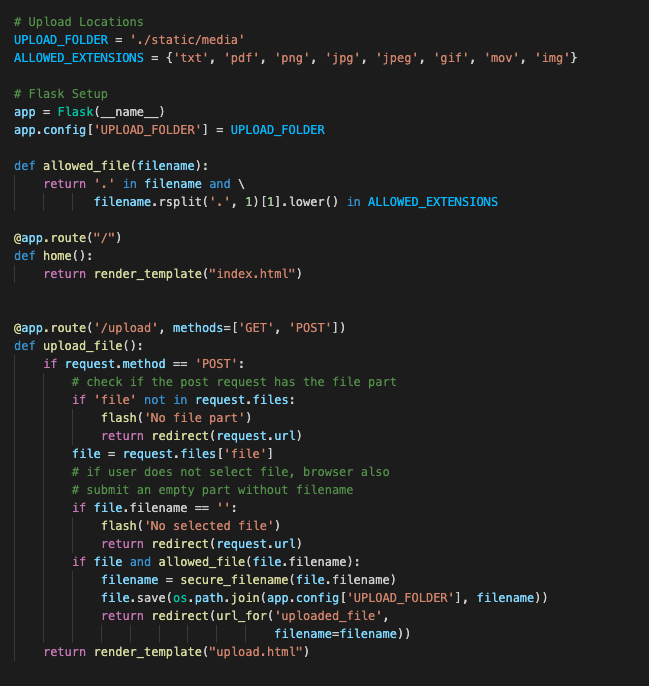 # Upload Locations
UPLOAD_FOLDER = './static/media'
ALLOWED_EXTENSIONS = {'txt', 'pdf', 'png', 'jpg', 'jpeg', 'gif', 'mov', 'img'}

# Flask Setup
app = Flask(__name__)
app.config['UPLOAD_FOLDER'] = UPLOAD_FOLDER

def allowed_file(filename):
    return '.' in filename and \
           filename.rsplit('.', 1)[1].lower() in ALLOWED_EXTENSIONS

@app.route("/")
def home():
    return render_template("index.html")


@app.route('/upload', methods=['GET', 'POST'])
def upload_file():
    if request.method == 'POST':
        # check if the post request has the file part
        if 'file' not in request.files:
            flash('No file part')
            return redirect(request.url)
        file = request.files['file']
        # if user does not select file, browser also
        # submit an empty part without filename
        if file.filename == '':
            flash('No selected file')
            return redirect(request.url)
        if file and allowed_file(file.filename):
            filename = secure_filename(file.filename)
            file.save(os.path.join(app.config['UPLOAD_FOLDER'], filename))
            return redirect(url_for('uploaded_file',
                                    filename=filename))
    return render_template("upload.html")